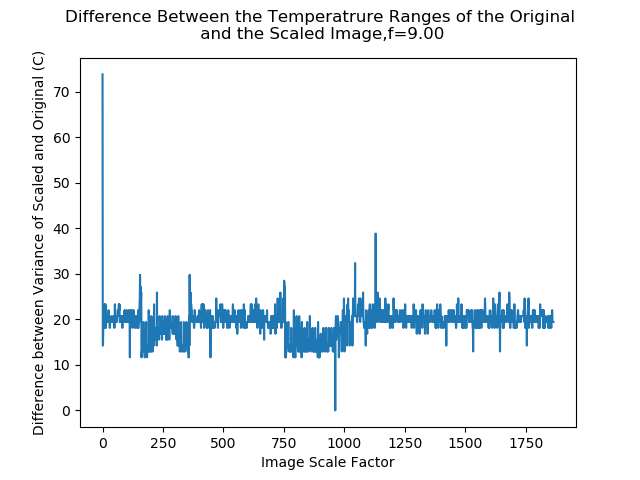 Difference Between the Temperatrure Ranges of the Original
and the Scaled Image,f=9.00
Difference between Variance of Scaled and Original (C)
70
60
50
40
30
20
10
0
0 250 500 750 1000 1250 1500 1750
Image Scale Factor